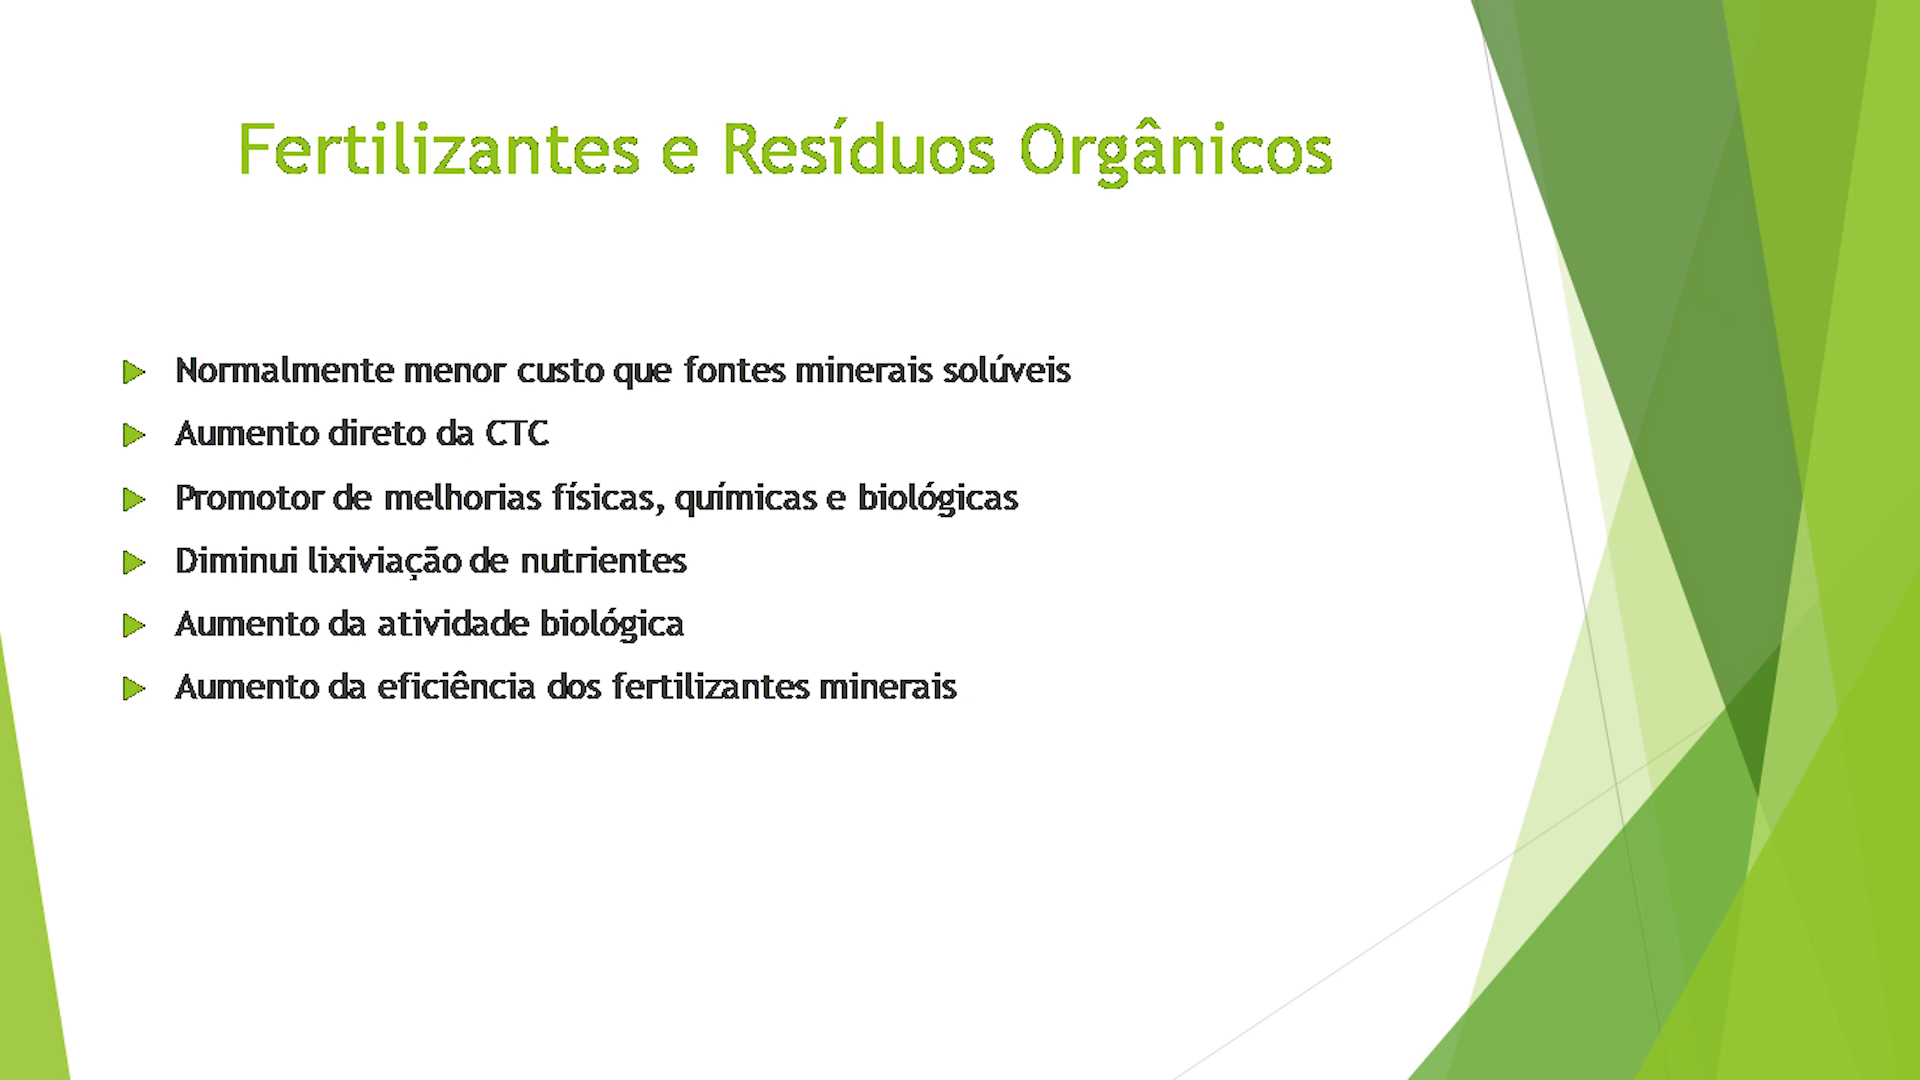 Fertilizantes e Resíduos Orgânicos
Normalmente menor custo que fontes minerais solúveis
Aumento direto da CTC
Promotor de melhorias físicas, químicas e biológicas
Diminui lixiviação de nutrientes
Aumento da atividade biológica
Aumento da eficiência dos fertilizantes minerais